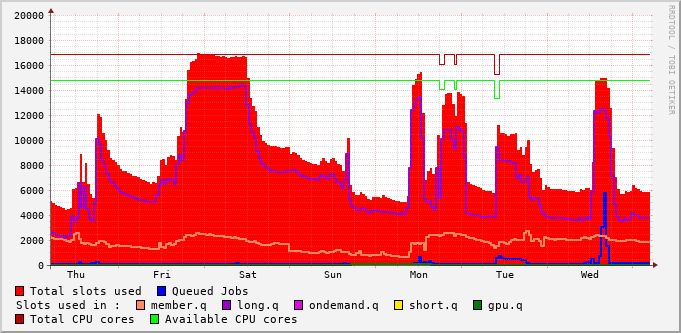 20000
18000
16000
14000
12000
10000
8000
6000
4000
2000
0
Thu Fri Sat Sun Mon Tue Wed
RRDTOOL / TOBI OETIKER
Total slots used Queued Jobs
Slots used in : member.q long.q ondemand.q short.q gpu.q
Total CPU cores Available CPU cores